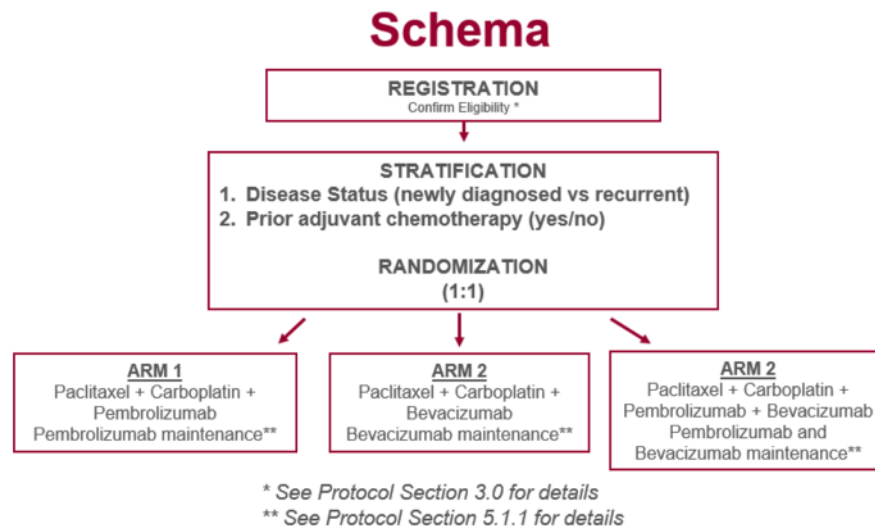 Schema
REGISTRATION
Confirm Eligibility *
STRATIFICATION
1. Disease Status (newly diagnosed vs recurrent)
2. Prior adjuvant chemotherapy (yes/no)
RANDOMIZATION
(1:1)
ARM 1
Paclitaxel + Carboplatin +
Pembrolizumab
Pembrolizumab maintenance**
ARM 2
Paclitaxel + Carboplatin +
Bevacizumab
Bevacizumab maintenance**
ARM 2
Paclitaxel + Carboplatin +
Pembrolizumab + Bevacizumab
Pembrolizumab and
Bevacizumab maintenance**
* See Protocol Section 3.0 for details
** See Protocol Section 5.1.1 for details